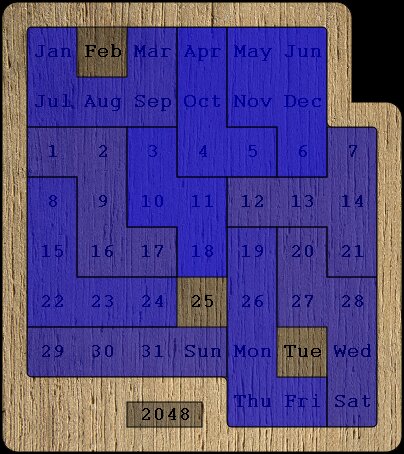 Jan Feb Mar Apr May Jun
Jul Aug Sep Oct Nov Dec
1 2 3 4 5 6 7
8 9 10 11 12 13 14
15 16 17 18 19 20 21
22 23 24 25 26 27 28
29 30 31 Sun Mon Tue Wed
Thu Fri Sat
2048